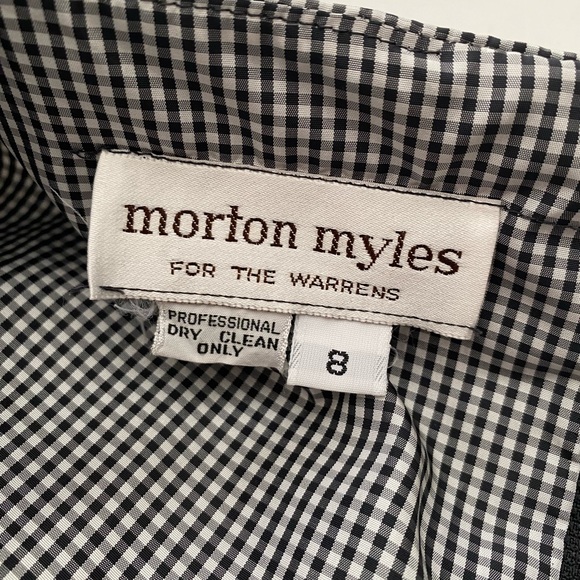 morton myles
FOR THE WARRENS
PROFESSIONAL
DRY CLEAN
ONLY
8